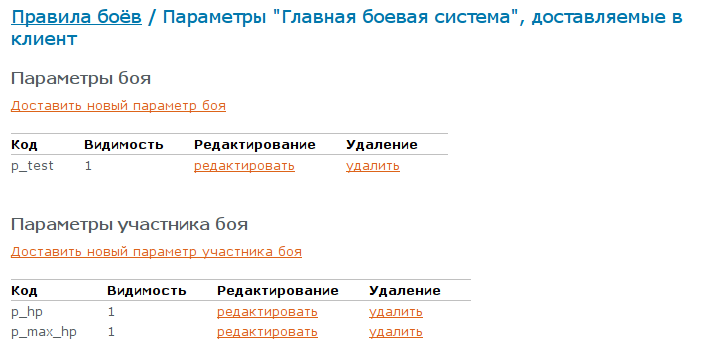 Правила боёв / Параметры "Главная боевая система", доставляемые в
клиент
Параметры боя
Доставить новый параметр боя
Код Видимость Редактирование Удаление
p_test 1 редактировать удалить
Параметры участника боя
Доставить новый параметр участника боя
Код Видимость Редактирование Удаление
p_hp 1 редактировать удалить
p_max_hp 1 редактировать удалить